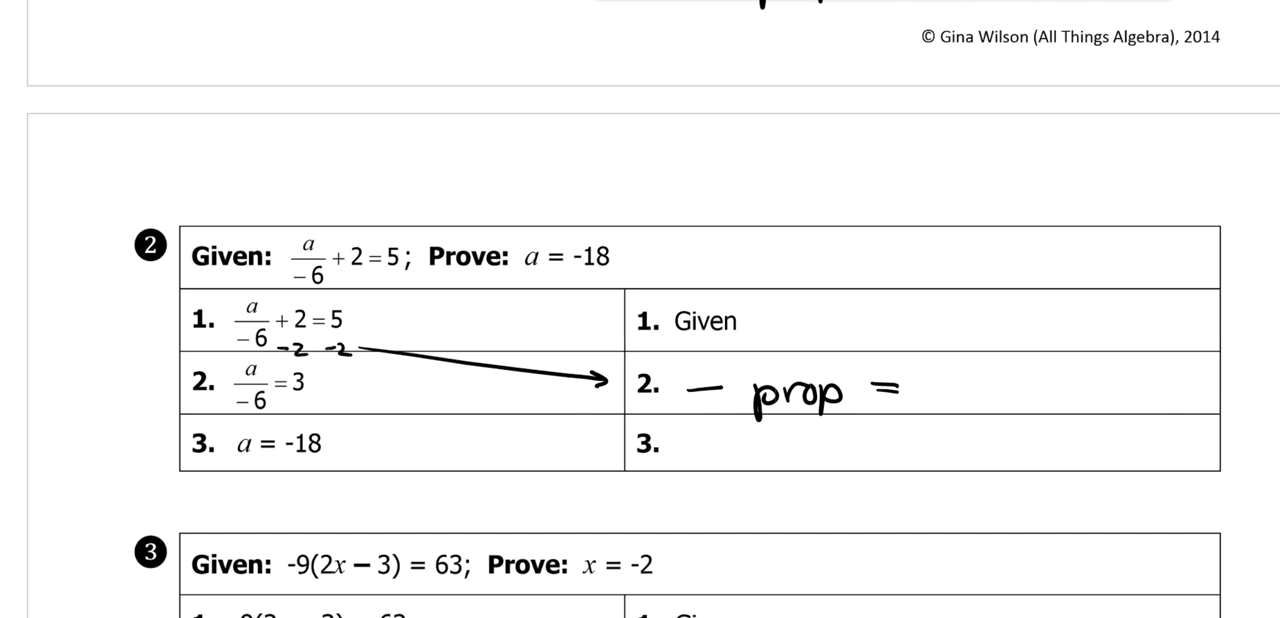 © Gina Wilson (All Things Algebra), 2014
2 Given: a/-6 + 2 = 5; Prove: a = -18
1. a/-6 + 2 = 5 1. Given
-2 -2
2. a/-6 = 3 2. – prop =
3. a = -18 3.
3 Given: -9(2x – 3) = 63; Prove: x = -2